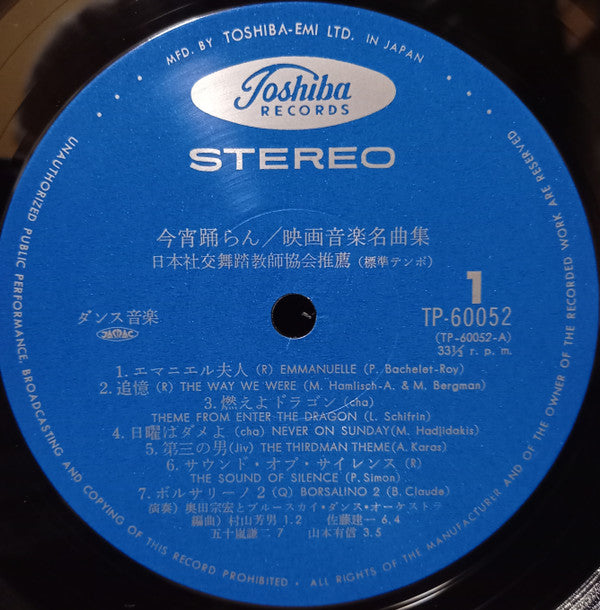 MFD. BY TOSHIBA-EMI LTD. IN JAPAN
Toshiba
RECORDS
STEREO
今宵踊らん／映画音楽名曲集
日本社交舞踏教師協会推薦（標準テンポ）
1
TP-60052
(TP-60052-A)
33⅓ r. p. m.
ダンス音楽
JASRAC
1. エマニエル夫人 (R) EMMANUELLE (P. Bachelet-Roy)
2. 追憶 (R) THE WAY WE WERE (M. Hamlisch-A. & M. Bergman)
3. 燃えよドラゴン (cha)
THEME FROM ENTER THE DRAGON (L. Schifrin)
4. 日曜はダメよ (cha) NEVER ON SUNDAY (M. Hadjidakis)
5. 第三の男 (Jiv) THE THIRDMAN THEME (A. Karas)
6. サウンド・オブ・サイレンス (R)
THE SOUND OF SILENCE (P. Simon)
7. ボルサリーノ2 (Q) BORSALINO 2 (B. Claude)
演奏）奥田宗宏とブルースカイ・ダンス・オーケストラ
編曲）村山芳男 1.2 佐藤建一 6.4
五十嵐謙二 7 山本有信 3.5
UNAUTHORIZED PUBLIC PERFORMANCE, BROADCASTING AND COPYING OF THIS RECORD PROHIBITED • ALL RIGHTS OF THE MANUFACTURER AND OF THE OWNER OF THE RECORDED WORK ARE RESERVED